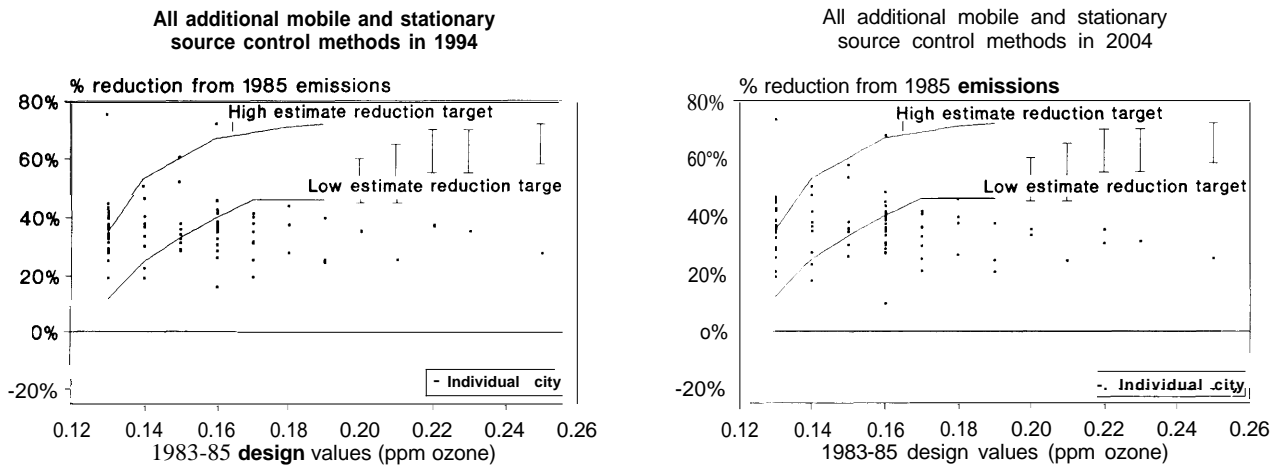 All additional mobile and stationary
source control methods in 1994
% reduction from 1985 emissions
80%
High estimate reduction target
60%
Low estimate reduction targe
40%
20%
0%
- Individual city
-20%
0.12 0.14 0.16 0.18 0.20 0.22 0.24 0.26
1983-85 design values (ppm ozone)
All additional mobile and stationary
source control methods in 2004
% reduction from 1985 emissions
80%
High estimate reduction target
60%
Low estimate reduction target
40%
20%
o%
-. Individual city
-20%
0.12 0.14 0.16 0.18 0.20 0.22 0.24 0.26
1983-85 design values (ppm ozone)